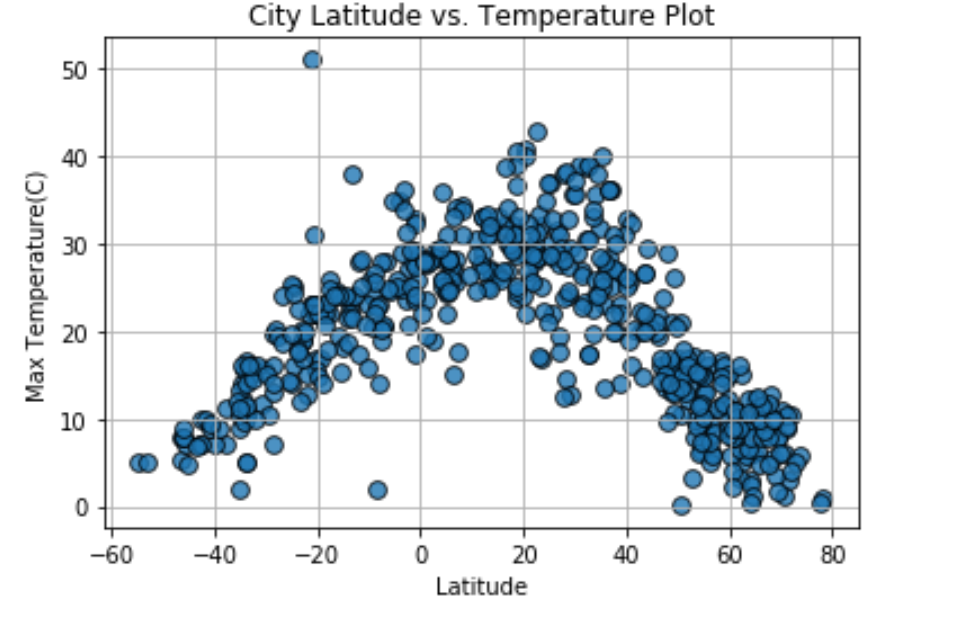 City Latitude vs. Temperature Plot
50
40
30
20
10
0
Max Temperature(C)
−60 −40 −20 0 20 40 60 80
Latitude